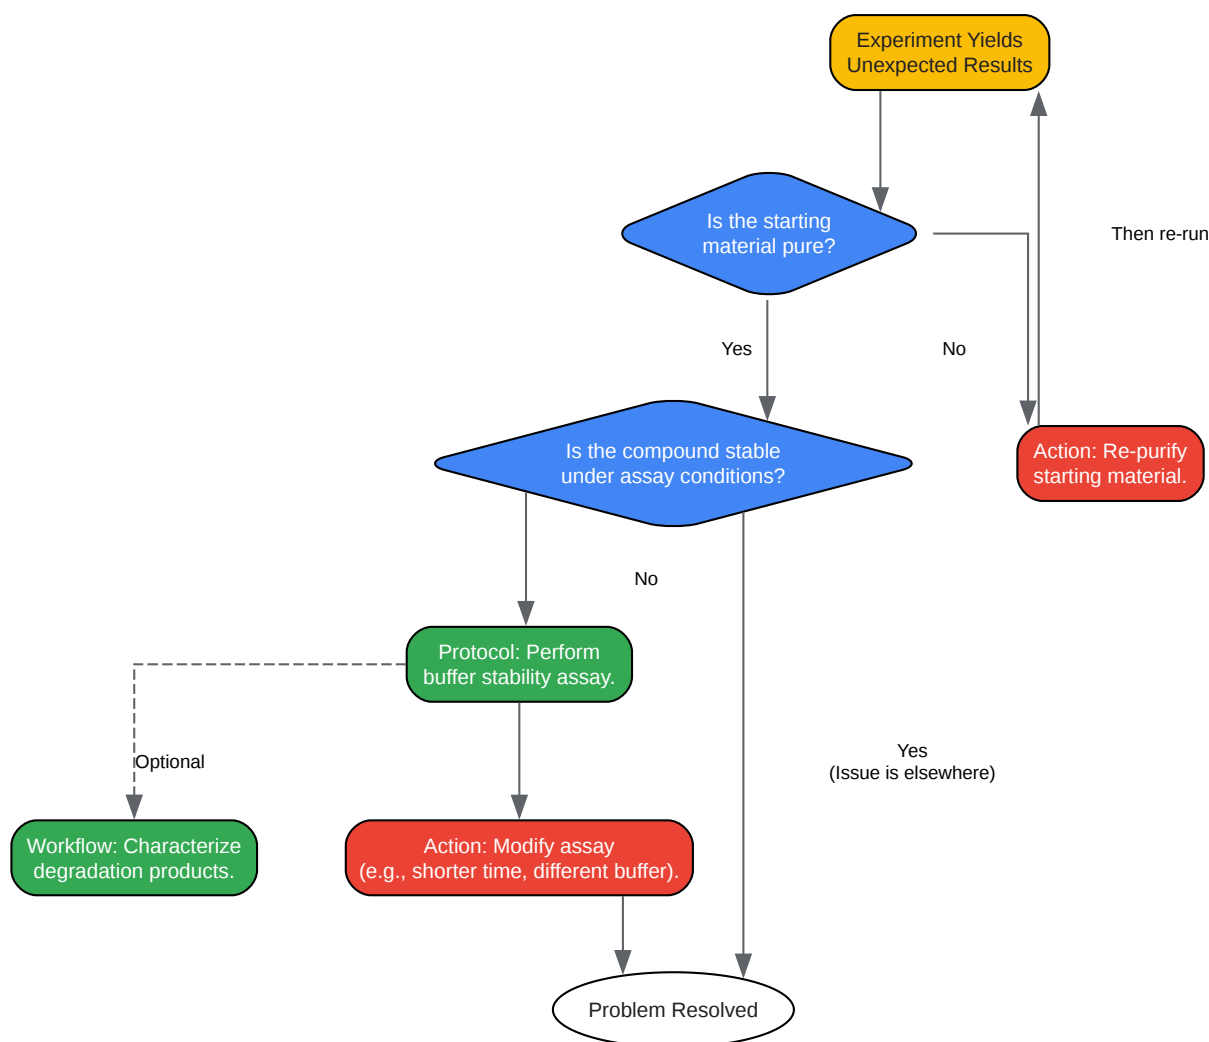 Experiment Yields
Unexpected Results
Is the starting
material pure?
Then re-run
Yes
No
Is the compound stable
under assay conditions?
Action: Re-purify
starting material.
No
Protocol: Perform
buffer stability assay.
Optional
Yes
(Issue is elsewhere)
Workflow: Characterize
degradation products.
Action: Modify assay
(e.g., shorter time, different buffer).
Problem Resolved